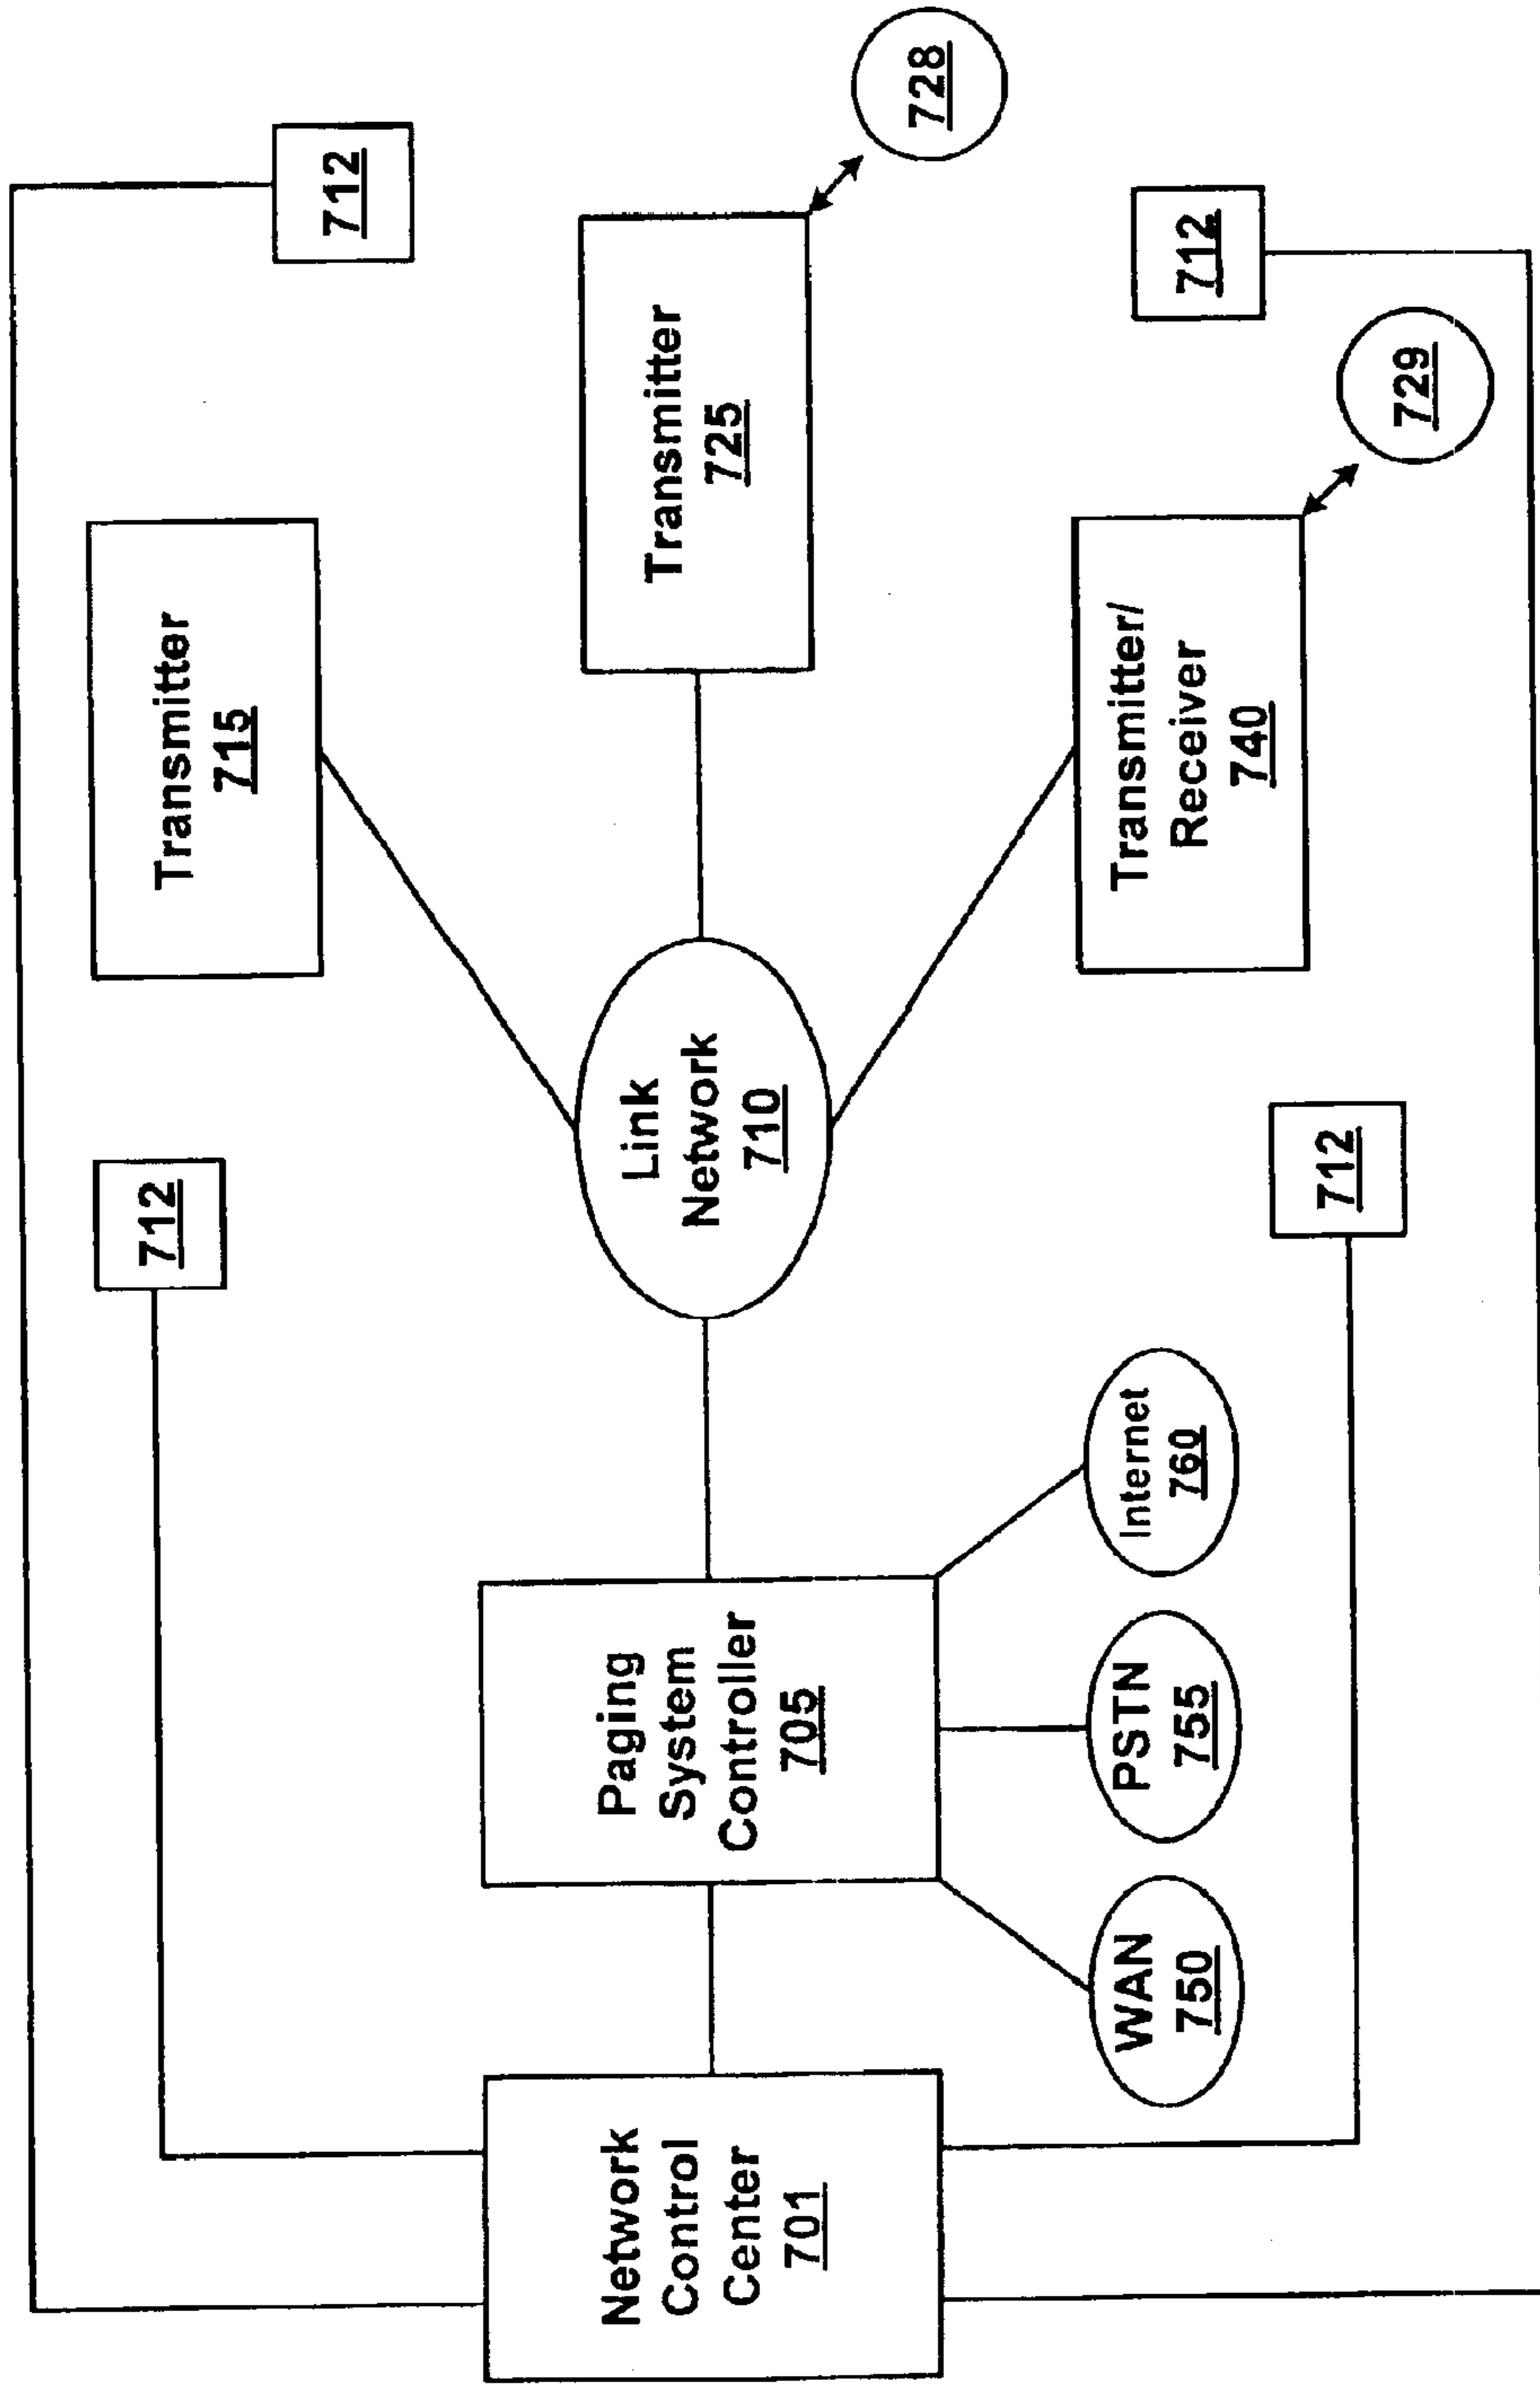 712
Transmitter
715
712
Transmitter
725
728
Link
Network
710
Network
Control
Center
701
Paging
System
Controller
705
Transmitter/
Receiver
740
712
729
WAN
750
PSTN
755
Internet
760
712